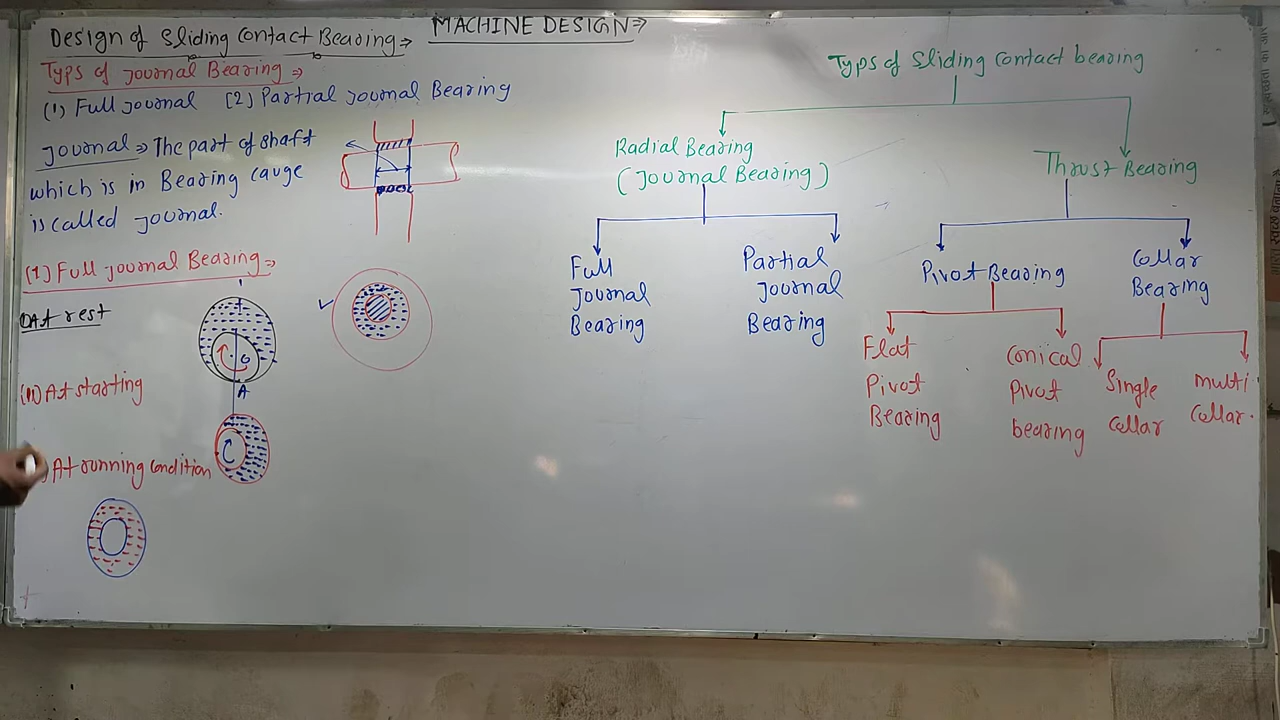 MACHINE DESIGN⇒
Design of Sliding Contact Bearing⇒
Typs of Journal Bearing ⇒
(1) Full Journal (2) Partial Journal Bearing
Journal ⇒ The part of shaft
which is in Bearing cauge
is called Journal.
(1) Full Journal Bearing ⇒
(I) At rest
O
A
(II) At starting
At running condition
Typs of Sliding Contact bearing
Radial Bearing
(Journal Bearing)
Thrust Bearing
Full
Journal
Bearing
Partial
Journal
Bearing
Pivot Bearing
Collar
Bearing
Flat
Pivot
Bearing
Conical
Pivot
bearing
Single
Collar
multi
Collar.